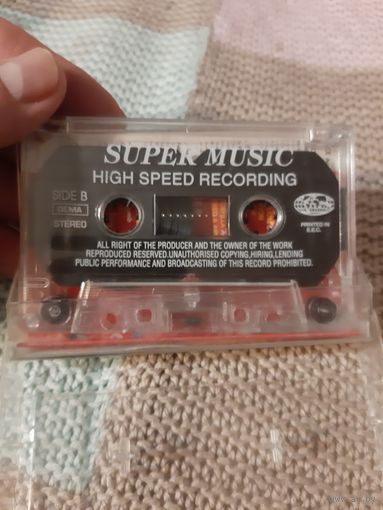 SUPER MUSIC
HIGH SPEED RECORDING
SIDE B
GEMA
STEREO
PRINTED IN
E.E.C.
ALL RIGHT OF THE PRODUCER AND THE OWNER OF THE WORK
REPRODUCED RESERVED.UNAUTHORISED COPYING,HIRING,LENDING
PUBLIC PERFORMANCE AND BROADCASTING OF THIS RECORD PROHIBITED.